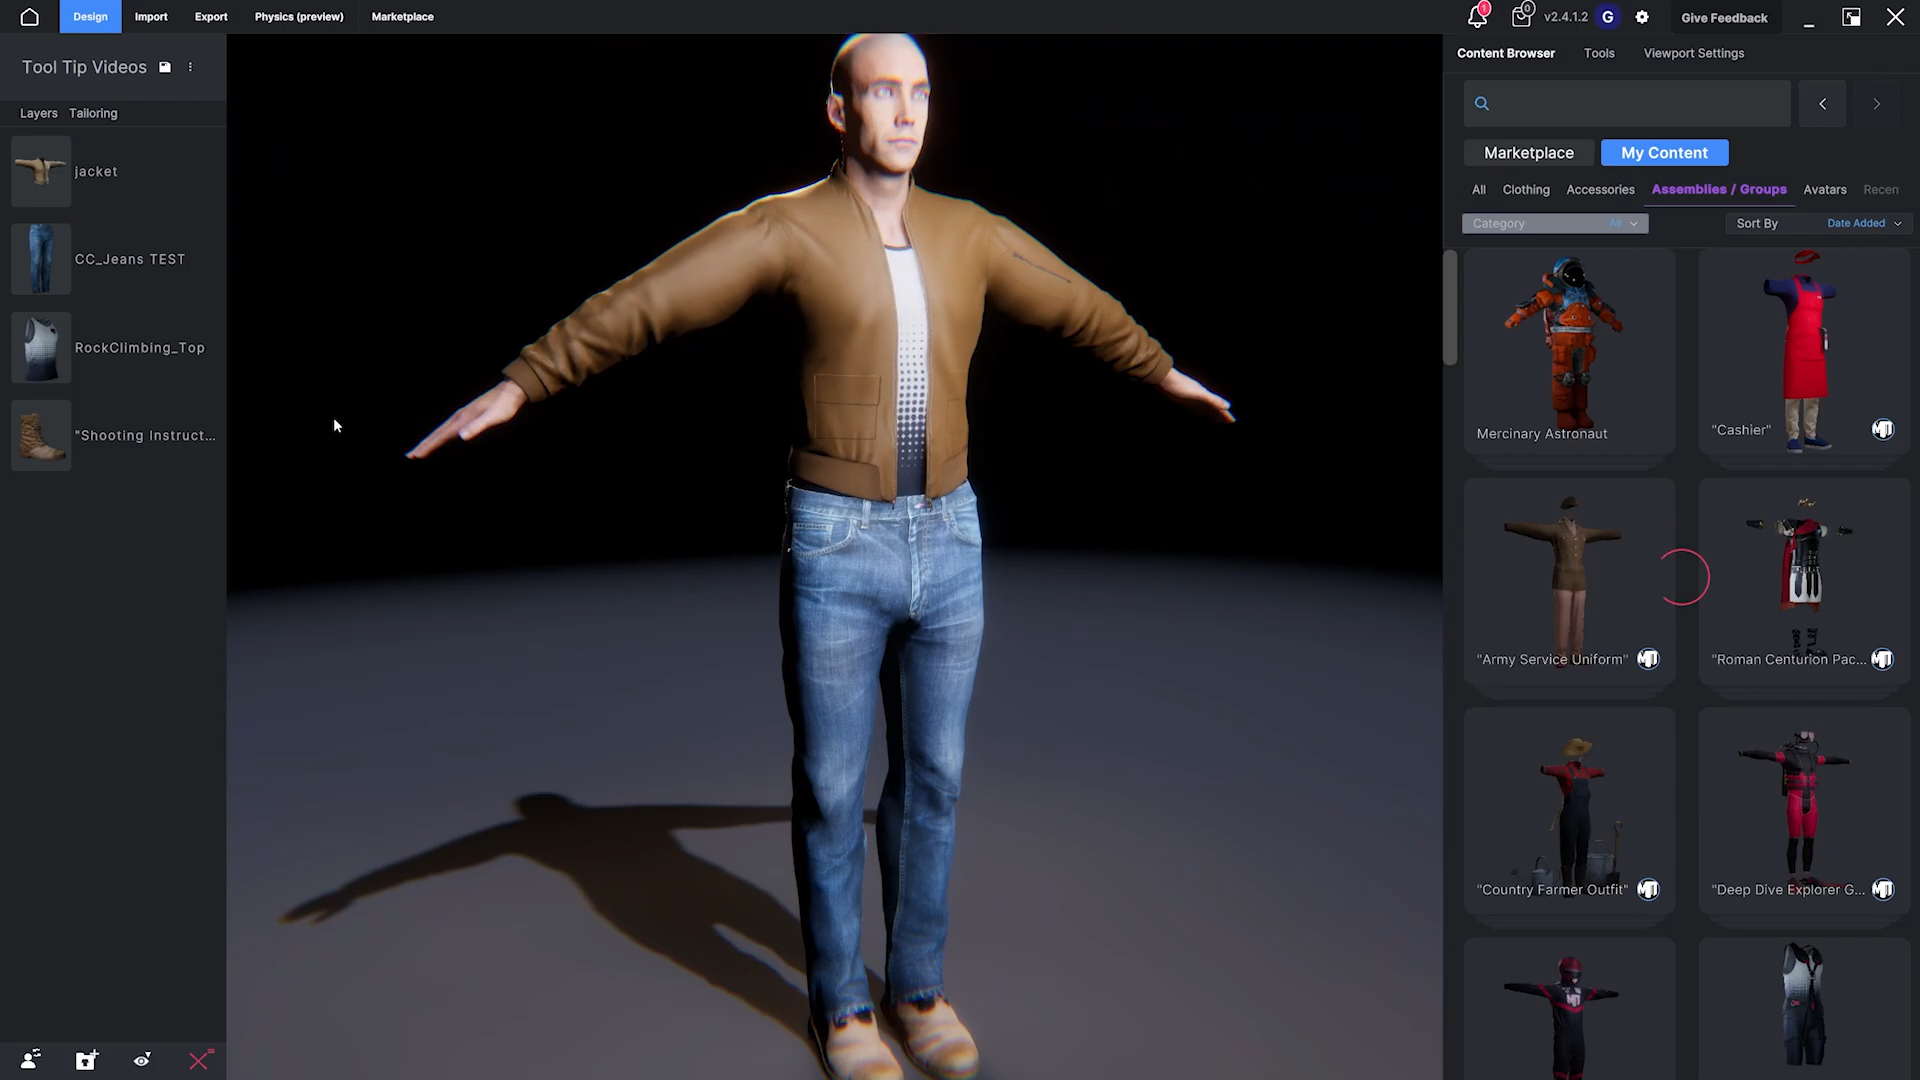 Design Import Export Physics (preview) Marketplace
1 0 v2.4.1.2 G Give Feedback
Tool Tip Videos
Layers Tailoring
jacket
CC_Jeans TEST
RockClimbing_Top
"Shooting Instruct...
Content Browser Tools Viewport Settings
Marketplace My Content
All Clothing Accessories Assemblies / Groups Avatars Recen
Category All Sort By Date Added
Mercinary Astronaut
"Cashier"
"Army Service Uniform"
"Roman Centurion Pac...
"Country Farmer Outfit"
"Deep Dive Explorer G...